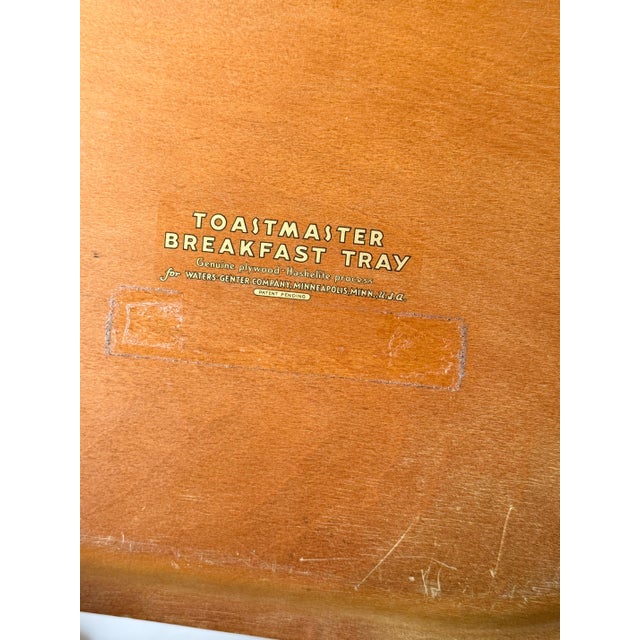 TOASTMASTER
BREAKFAST TRAY
Genuine plywood - Haskelite process
for WATERS-GENTER COMPANY, MINNEAPOLIS, MINN., U.S.A.
PATENT PENDING